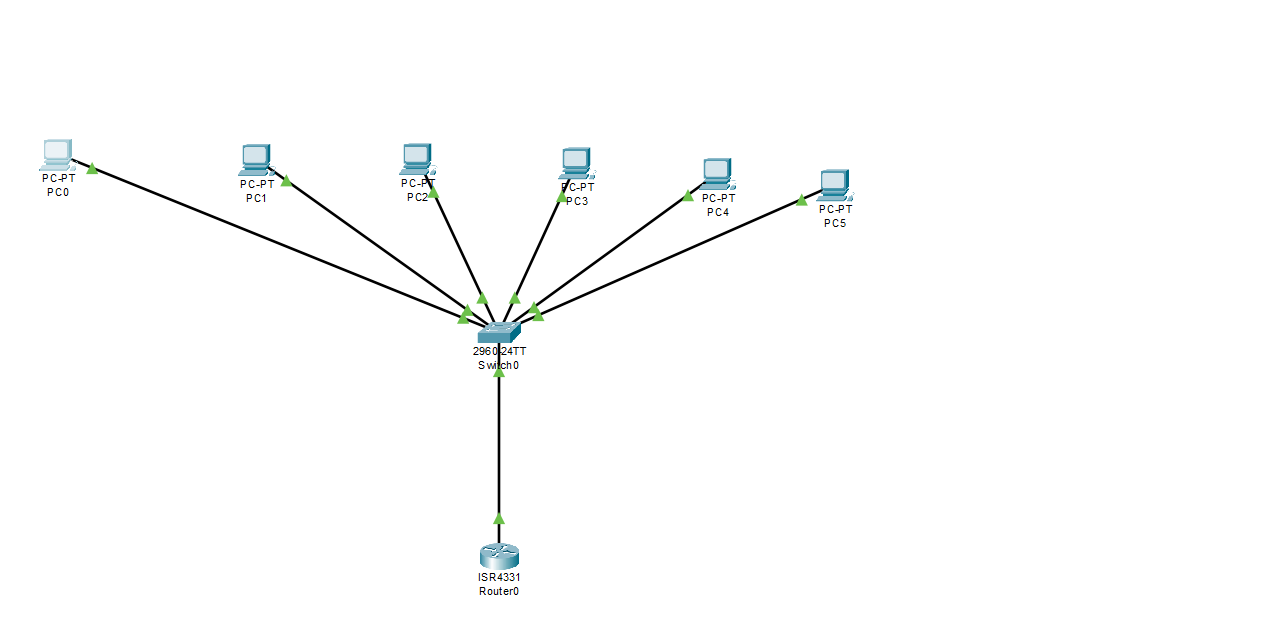 PC-PT
PC0
PC-PT
PC1
PC-PT
PC2
PC-PT
PC3
PC-PT
PC4
PC-PT
PC5
2960-24TT
Switch0
ISR4331
Router0